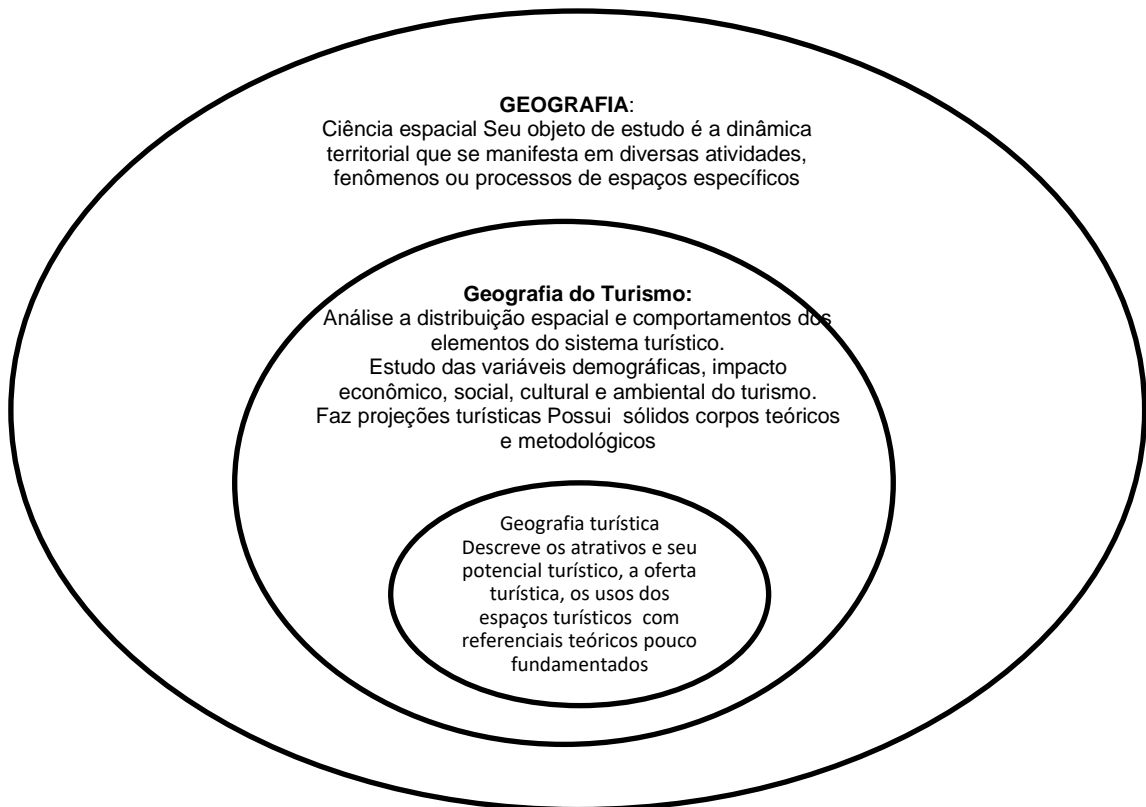 GEOGRAFIA:
Ciência espacial Seu objeto de estudo é a dinâmica
territorial que se manifesta em diversas atividades,
fenômenos ou processos de espaços específicos
Geografia do Turismo:
Análise a distribuição espacial e comportamentos dos
elementos do sistema turístico.
Estudo das variáveis demográficas, impacto
econômico, social, cultural e ambiental do turismo.
Faz projeções turísticas Possui sólidos corpos teóricos
e metodológicos
Geografia turística
Descreve os atrativos e seu
potencial turístico, a oferta
turística, os usos dos
espaços turísticos com
referenciais teóricos pouco
fundamentados